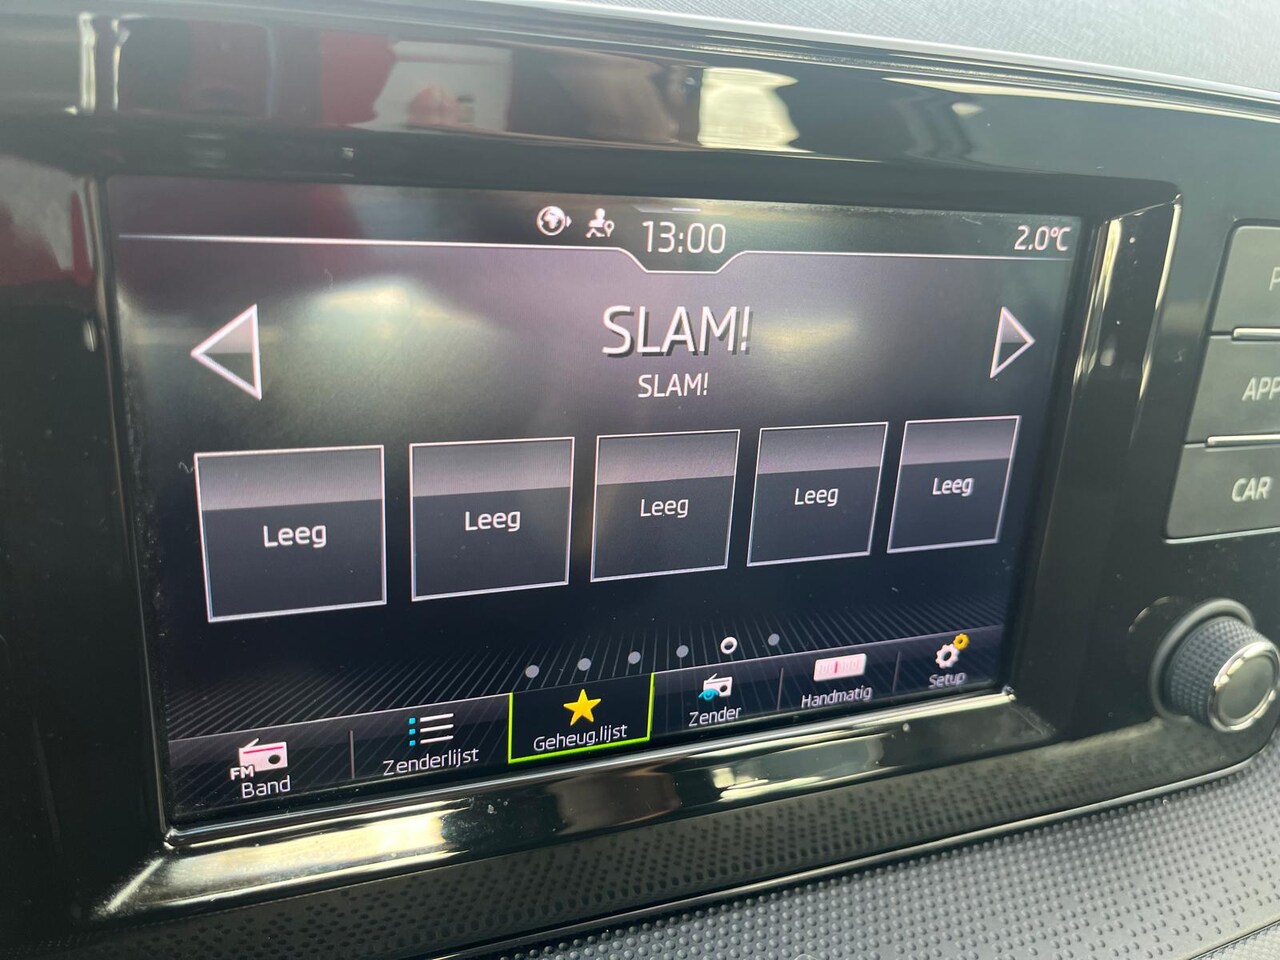 13:00
2.0°C
SLAM!
SLAM!
Leeg
Leeg
Leeg
Leeg
Leeg
FM
Band
Zenderlijst
Geheug.lijst
Zender
Handmatig
Setup
APP
CAR